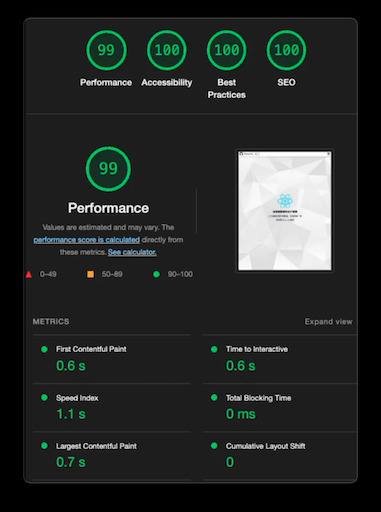 99
100
100
100
Performance
Accessibility
Best
Practices
SEO
99
Performance
Values are estimated and may vary. The
performance score is calculated directly from
these metrics. See calculator.
0–49
50–89
90–100
METRICS
Expand view
First Contentful Paint
0.6 s
Time to Interactive
0.6 s
Speed Index
1.1 s
Total Blocking Time
0 ms
Largest Contentful Paint
0.7 s
Cumulative Layout Shift
0